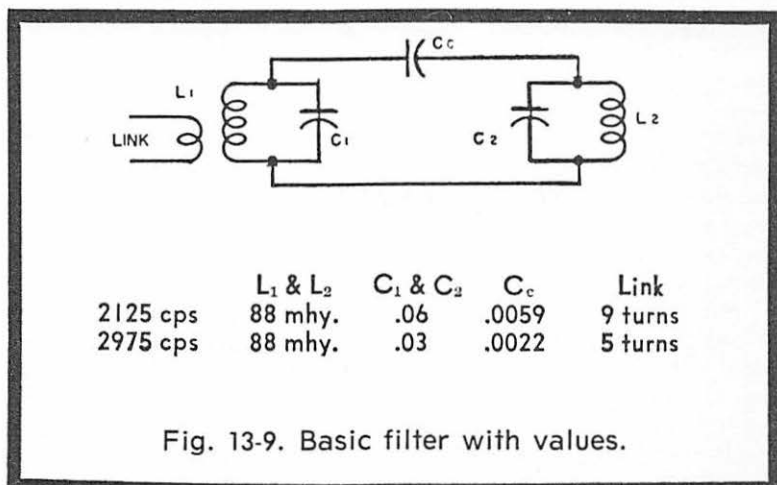 Cc
L1
LINK
C1
C2
L2
L₁ & L₂ C₁ & C₂ Cc Link
2125 cps 88 mhy. .06 .0059 9 turns
2975 cps 88 mhy. .03 .0022 5 turns
Fig. 13-9. Basic filter with values.